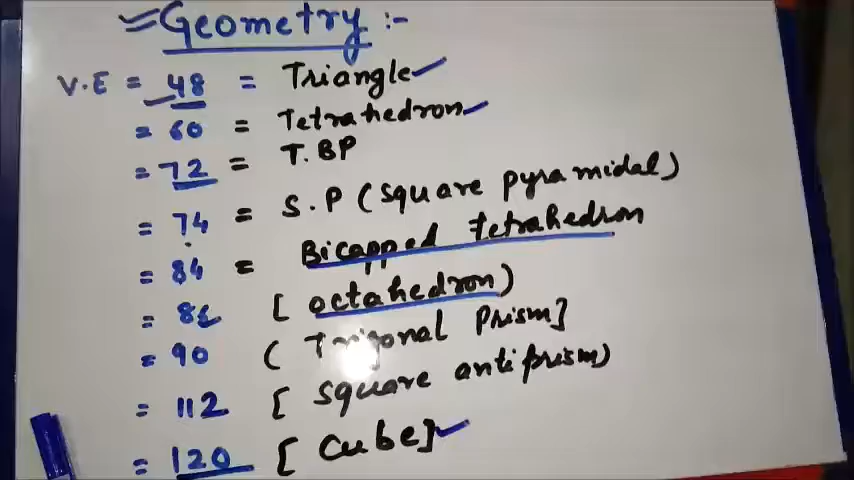 Geometry :-
V.E = 48 = Triangle
= 60 = Tetrahedron
= 72 = T.BP
= 74 = S.P (square pyramidal)
= 84 = Bicapped tetrahedron
= 86 [octahedron)
= 90 (Trigonal Prism]
= 112 [square antiprism)
= 120 [cube]